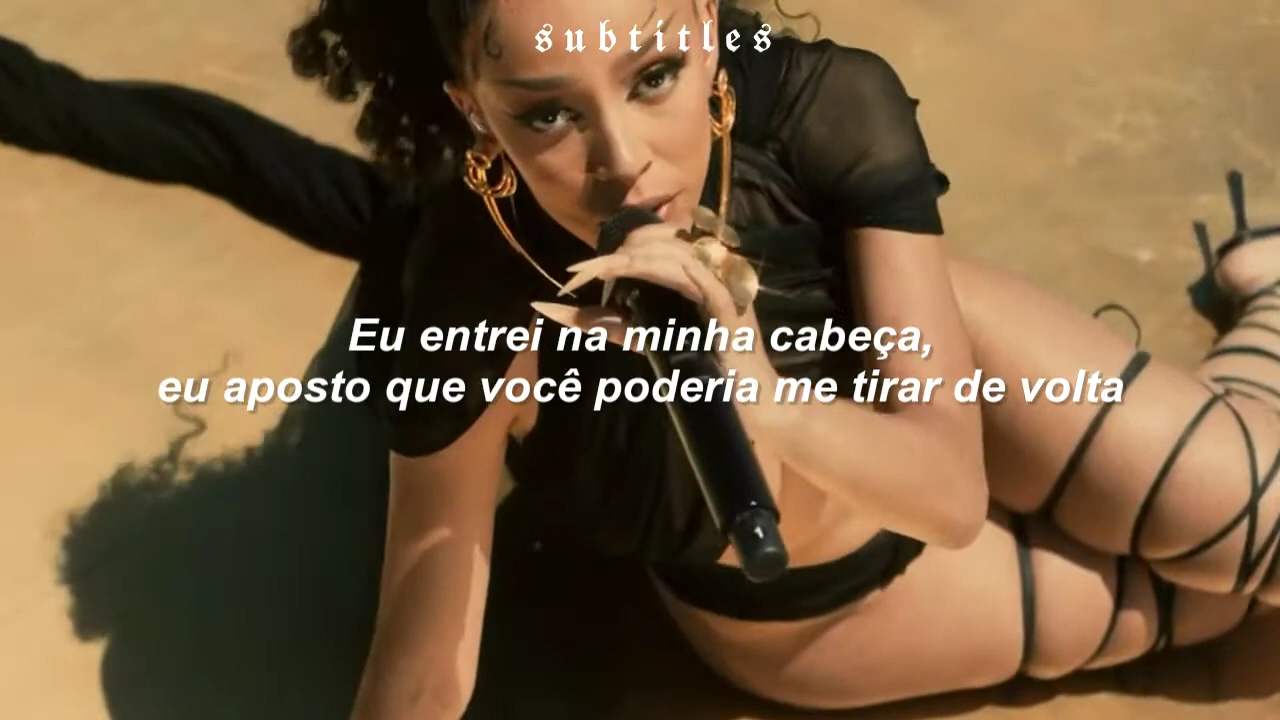 subtitles
Eu entrei na minha cabeça,
eu aposto que você poderia me tirar de volta